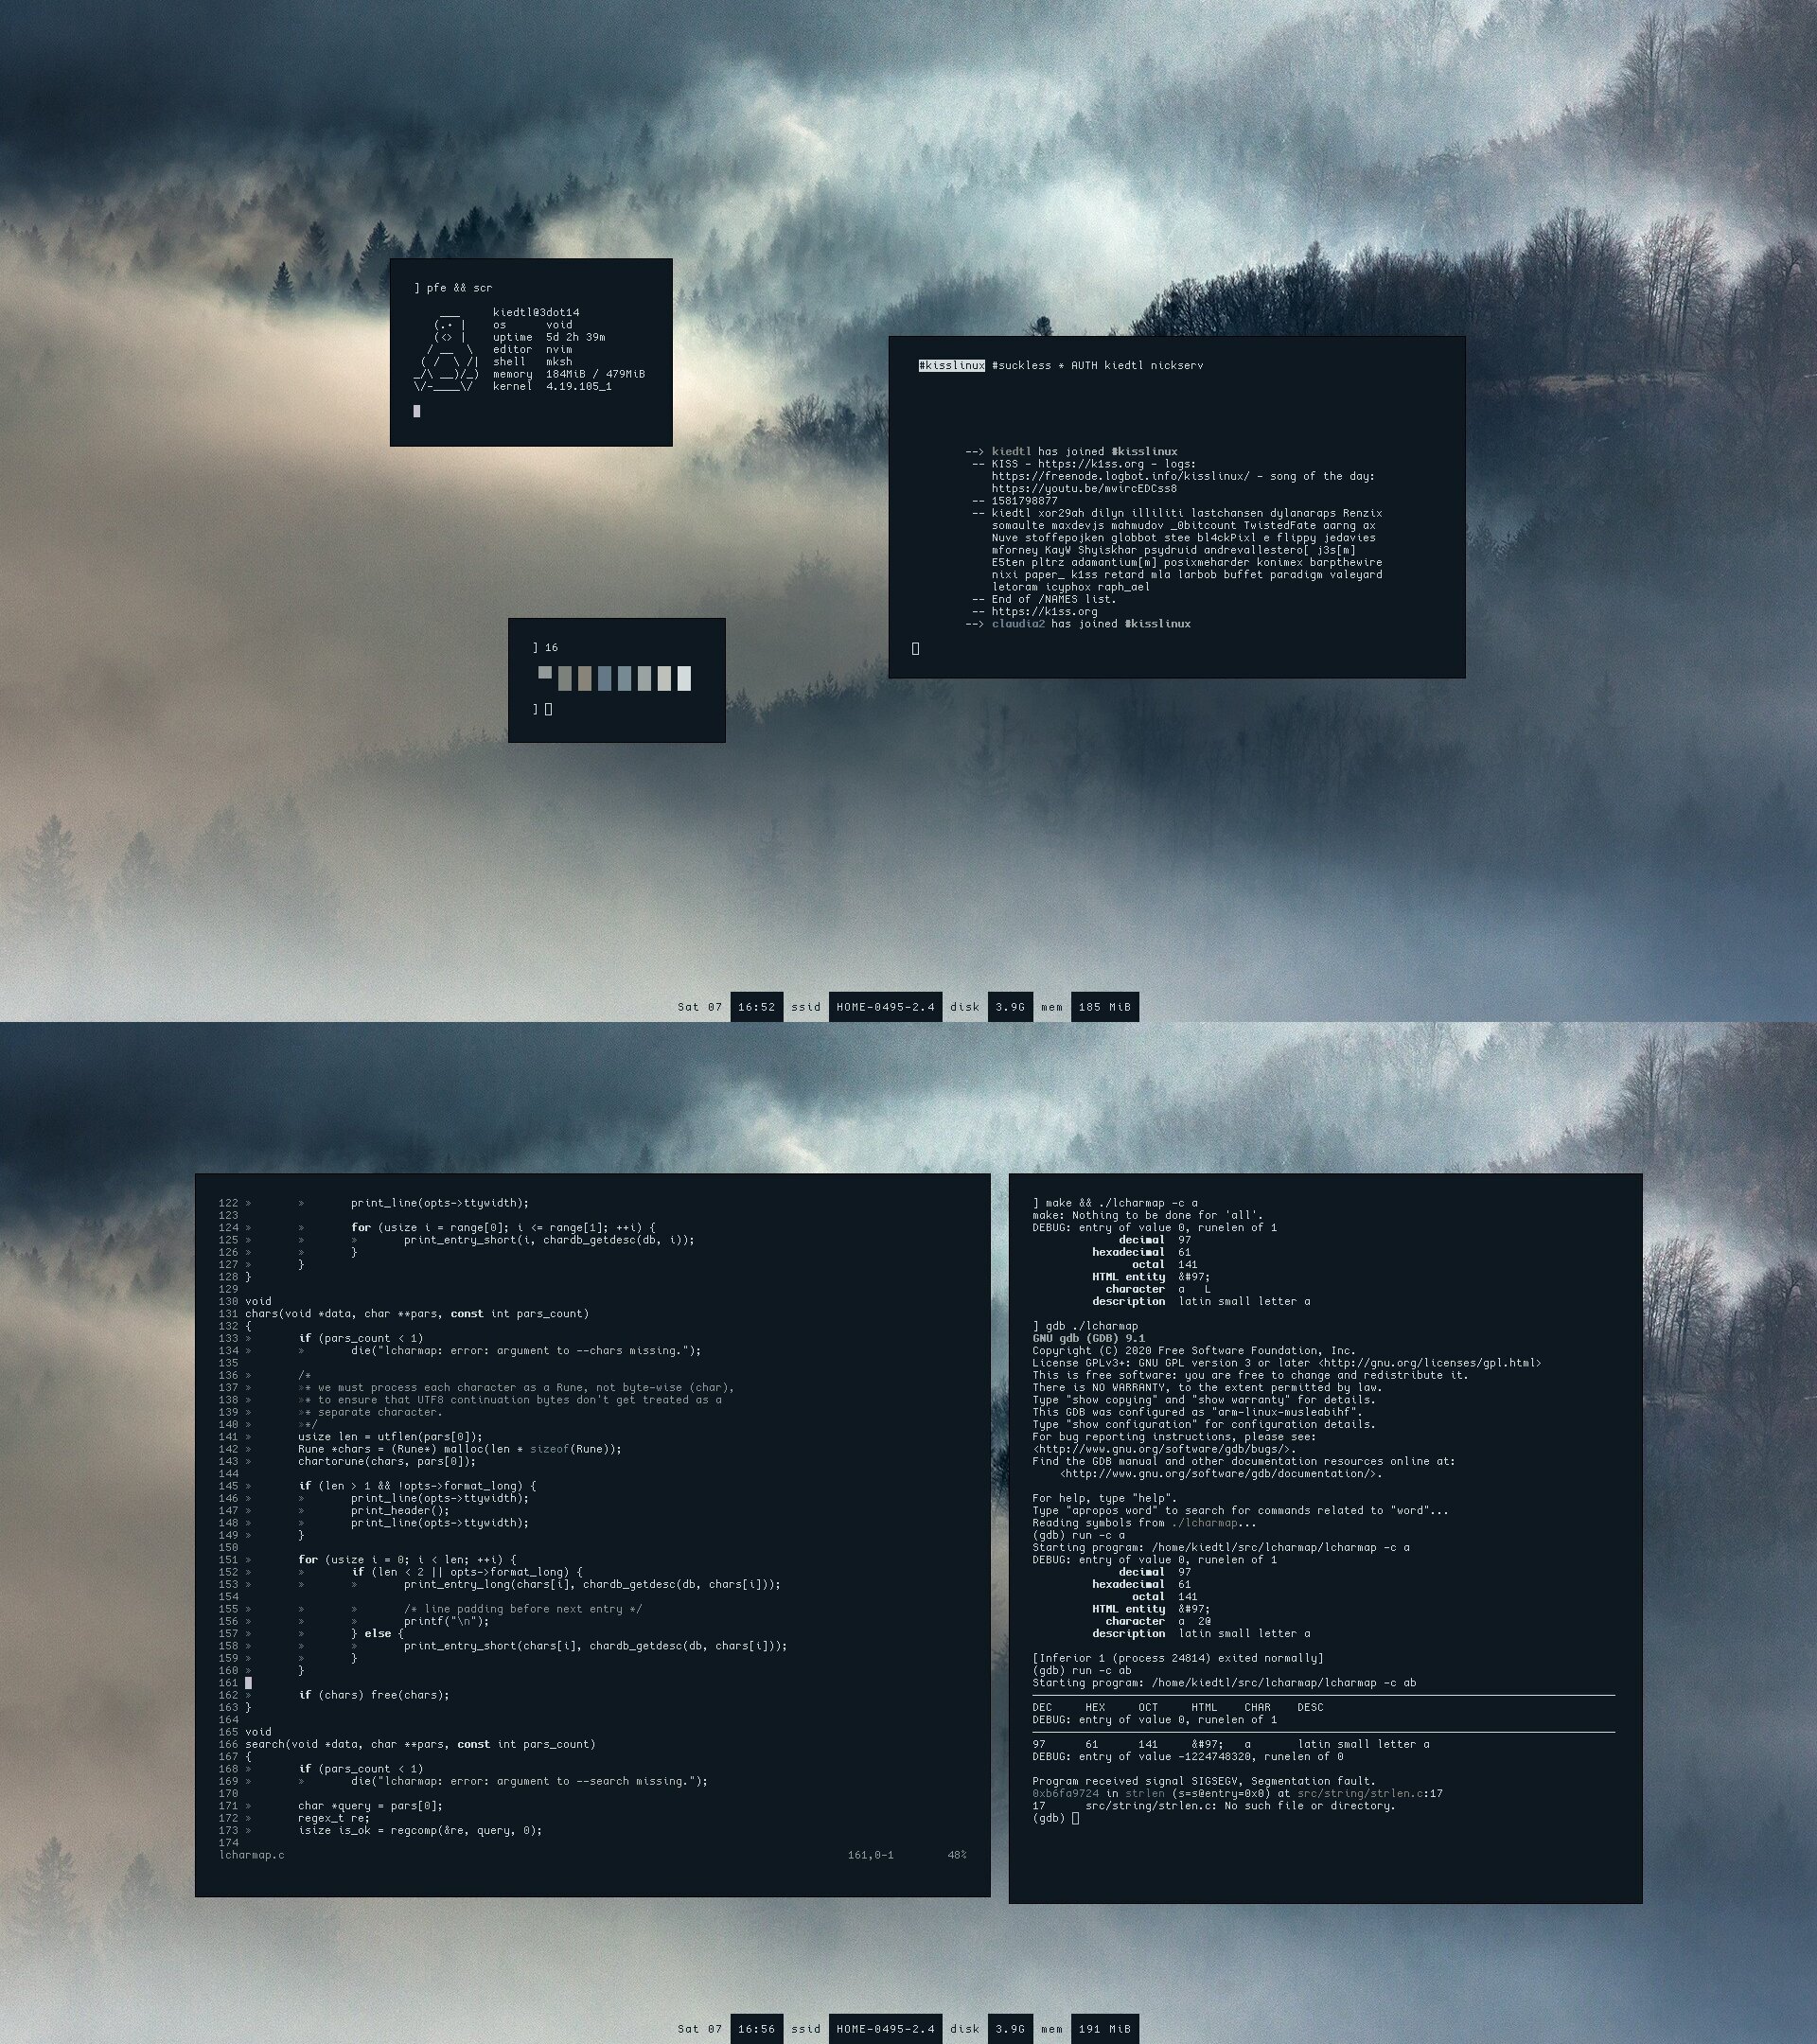 ] pfe && scr
    ___     kiedtl@3dot14
   (.· |    os      void
   (<> |    uptime  5d 2h 39m
  / __  \   editor  nvim
 ( /  \ /|  shell   mksh
_/\ __)/_)  memory  184MiB / 479MiB
\/-____\/   kernel  4.19.105_1
#kisslinux #suckless * AUTH kiedtl nickserv
--> kiedtl has joined #kisslinux
-- KISS - https://k1ss.org - logs:
https://freenode.logbot.info/kisslinux/ - song of the day:
https://youtu.be/mwircEDCss8
-- 1581798877
-- kiedtl xor29ah dilyn illiliti lastchansen dylanaraps Renzix
somaulte maxdevjs mahmudov _0bitcount TwistedFate aarng ax
Nuve stoffepojken globbot stee bl4ckPixl e flippy jedavies
mforney KayW Shyiskhar psydruid andrevallestero[ j3s[m]
E5ten pltrz adamantium[m] posixmeharder konimex barpthewire
nixi paper_ k1ss retard mla larbob buffet paradigm valeyard
letoram icyphox raph_ael
-- End of /NAMES list.
-- https://k1ss.org
--> claudia2 has joined #kisslinux
] 16
]
Sat 07 16:52 ssid HOME-0495-2.4 disk 3.9G mem 185 MiB
122 »       »       print_line(opts->ttywidth);
123
124 »       »       for (usize i = range[0]; i <= range[1]; ++i) {
125 »       »       »       print_entry_short(i, chardb_getdesc(db, i));
126 »       »       }
127 »       }
128 }
129
130 void
131 chars(void *data, char **pars, const int pars_count)
132 {
133 »       if (pars_count < 1)
134 »       »       die("lcharmap: error: argument to --chars missing.");
135
136 »       /*
137 »       »* we must process each character as a Rune, not byte-wise (char),
138 »       »* to ensure that UTF8 continuation bytes don't get treated as a
139 »       »* separate character.
140 »       »*/
141 »       usize len = utflen(pars[0]);
142 »       Rune *chars = (Rune*) malloc(len * sizeof(Rune));
143 »       chartorune(chars, pars[0]);
144
145 »       if (len > 1 && !opts->format_long) {
146 »       »       print_line(opts->ttywidth);
147 »       »       print_header();
148 »       »       print_line(opts->ttywidth);
149 »       }
150
151 »       for (usize i = 0; i < len; ++i) {
152 »       »       if (len < 2 || opts->format_long) {
153 »       »       »       print_entry_long(chars[i], chardb_getdesc(db, chars[i]));
154
155 »       »       »       /* line padding before next entry */
156 »       »       »       printf("\n");
157 »       »       } else {
158 »       »       »       print_entry_short(chars[i], chardb_getdesc(db, chars[i]));
159 »       »       }
160 »       }
161
162 »       if (chars) free(chars);
163 }
164
165 void
166 search(void *data, char **pars, const int pars_count)
167 {
168 »       if (pars_count < 1)
169 »       »       die("lcharmap: error: argument to --search missing.");
170
171 »       char *query = pars[0];
172 »       regex_t re;
173 »       isize is_ok = regcomp(&re, query, 0);
174
lcharmap.c 161,0-1 48%
] make && ./lcharmap -c a
make: Nothing to be done for 'all'.
DEBUG: entry of value 0, runelen of 1
decimal 97
hexadecimal 61
octal 141
HTML entity &#97;
character a L
description latin small letter a
] gdb ./lcharmap
GNU gdb (GDB) 9.1
Copyright (C) 2020 Free Software Foundation, Inc.
License GPLv3+: GNU GPL version 3 or later <http://gnu.org/licenses/gpl.html>
This is free software: you are free to change and redistribute it.
There is NO WARRANTY, to the extent permitted by law.
Type "show copying" and "show warranty" for details.
This GDB was configured as "arm-linux-musleabihf".
Type "show configuration" for configuration details.
For bug reporting instructions, please see:
<http://www.gnu.org/software/gdb/bugs/>.
Find the GDB manual and other documentation resources online at:
    <http://www.gnu.org/software/gdb/documentation/>.
For help, type "help".
Type "apropos word" to search for commands related to "word"...
Reading symbols from ./lcharmap...
(gdb) run -c a
Starting program: /home/kiedtl/src/lcharmap/lcharmap -c a
DEBUG: entry of value 0, runelen of 1
decimal 97
hexadecimal 61
octal 141
HTML entity &#97;
character a 2@
description latin small letter a
[Inferior 1 (process 24814) exited normally]
(gdb) run -c ab
Starting program: /home/kiedtl/src/lcharmap/lcharmap -c ab
DEC     HEX     OCT     HTML    CHAR    DESC
DEBUG: entry of value 0, runelen of 1
97      61      141     &#97;   a       latin small letter a
DEBUG: entry of value -1224748320, runelen of 0
Program received signal SIGSEGV, Segmentation fault.
0xb6fa9724 in strlen (s=s@entry=0x0) at src/string/strlen.c:17
17      src/string/strlen.c: No such file or directory.
(gdb)
Sat 07 16:56 ssid HOME-0495-2.4 disk 3.9G mem 191 MiB